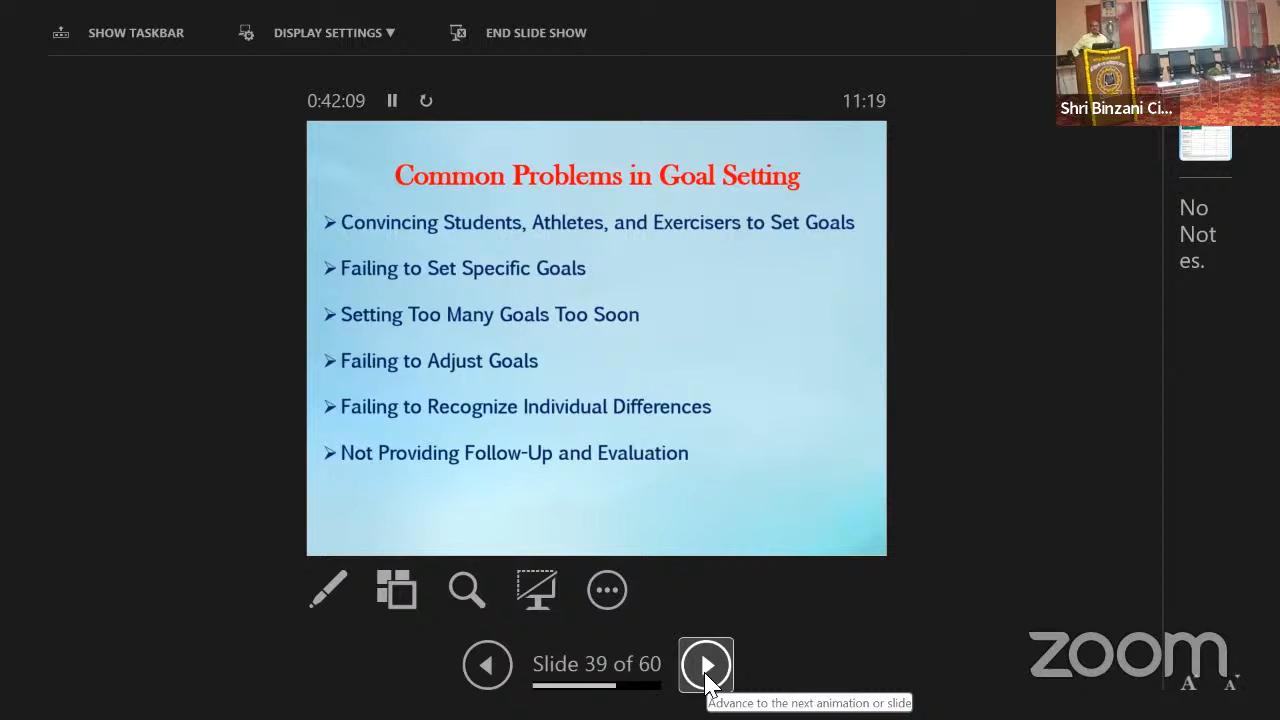 SHOW TASKBAR
DISPLAY SETTINGS ▼
END SLIDE SHOW
Shri Binzani Ci...
0:42:09
11:19
Common Problems in Goal Setting
➢ Convincing Students, Athletes, and Exercisers to Set Goals
➢ Failing to Set Specific Goals
➢ Setting Too Many Goals Too Soon
➢ Failing to Adjust Goals
➢ Failing to Recognize Individual Differences
➢ Not Providing Follow-Up and Evaluation
No
Not
es.
Slide 39 of 60
Advance to the next animation or slide
zoom
A A